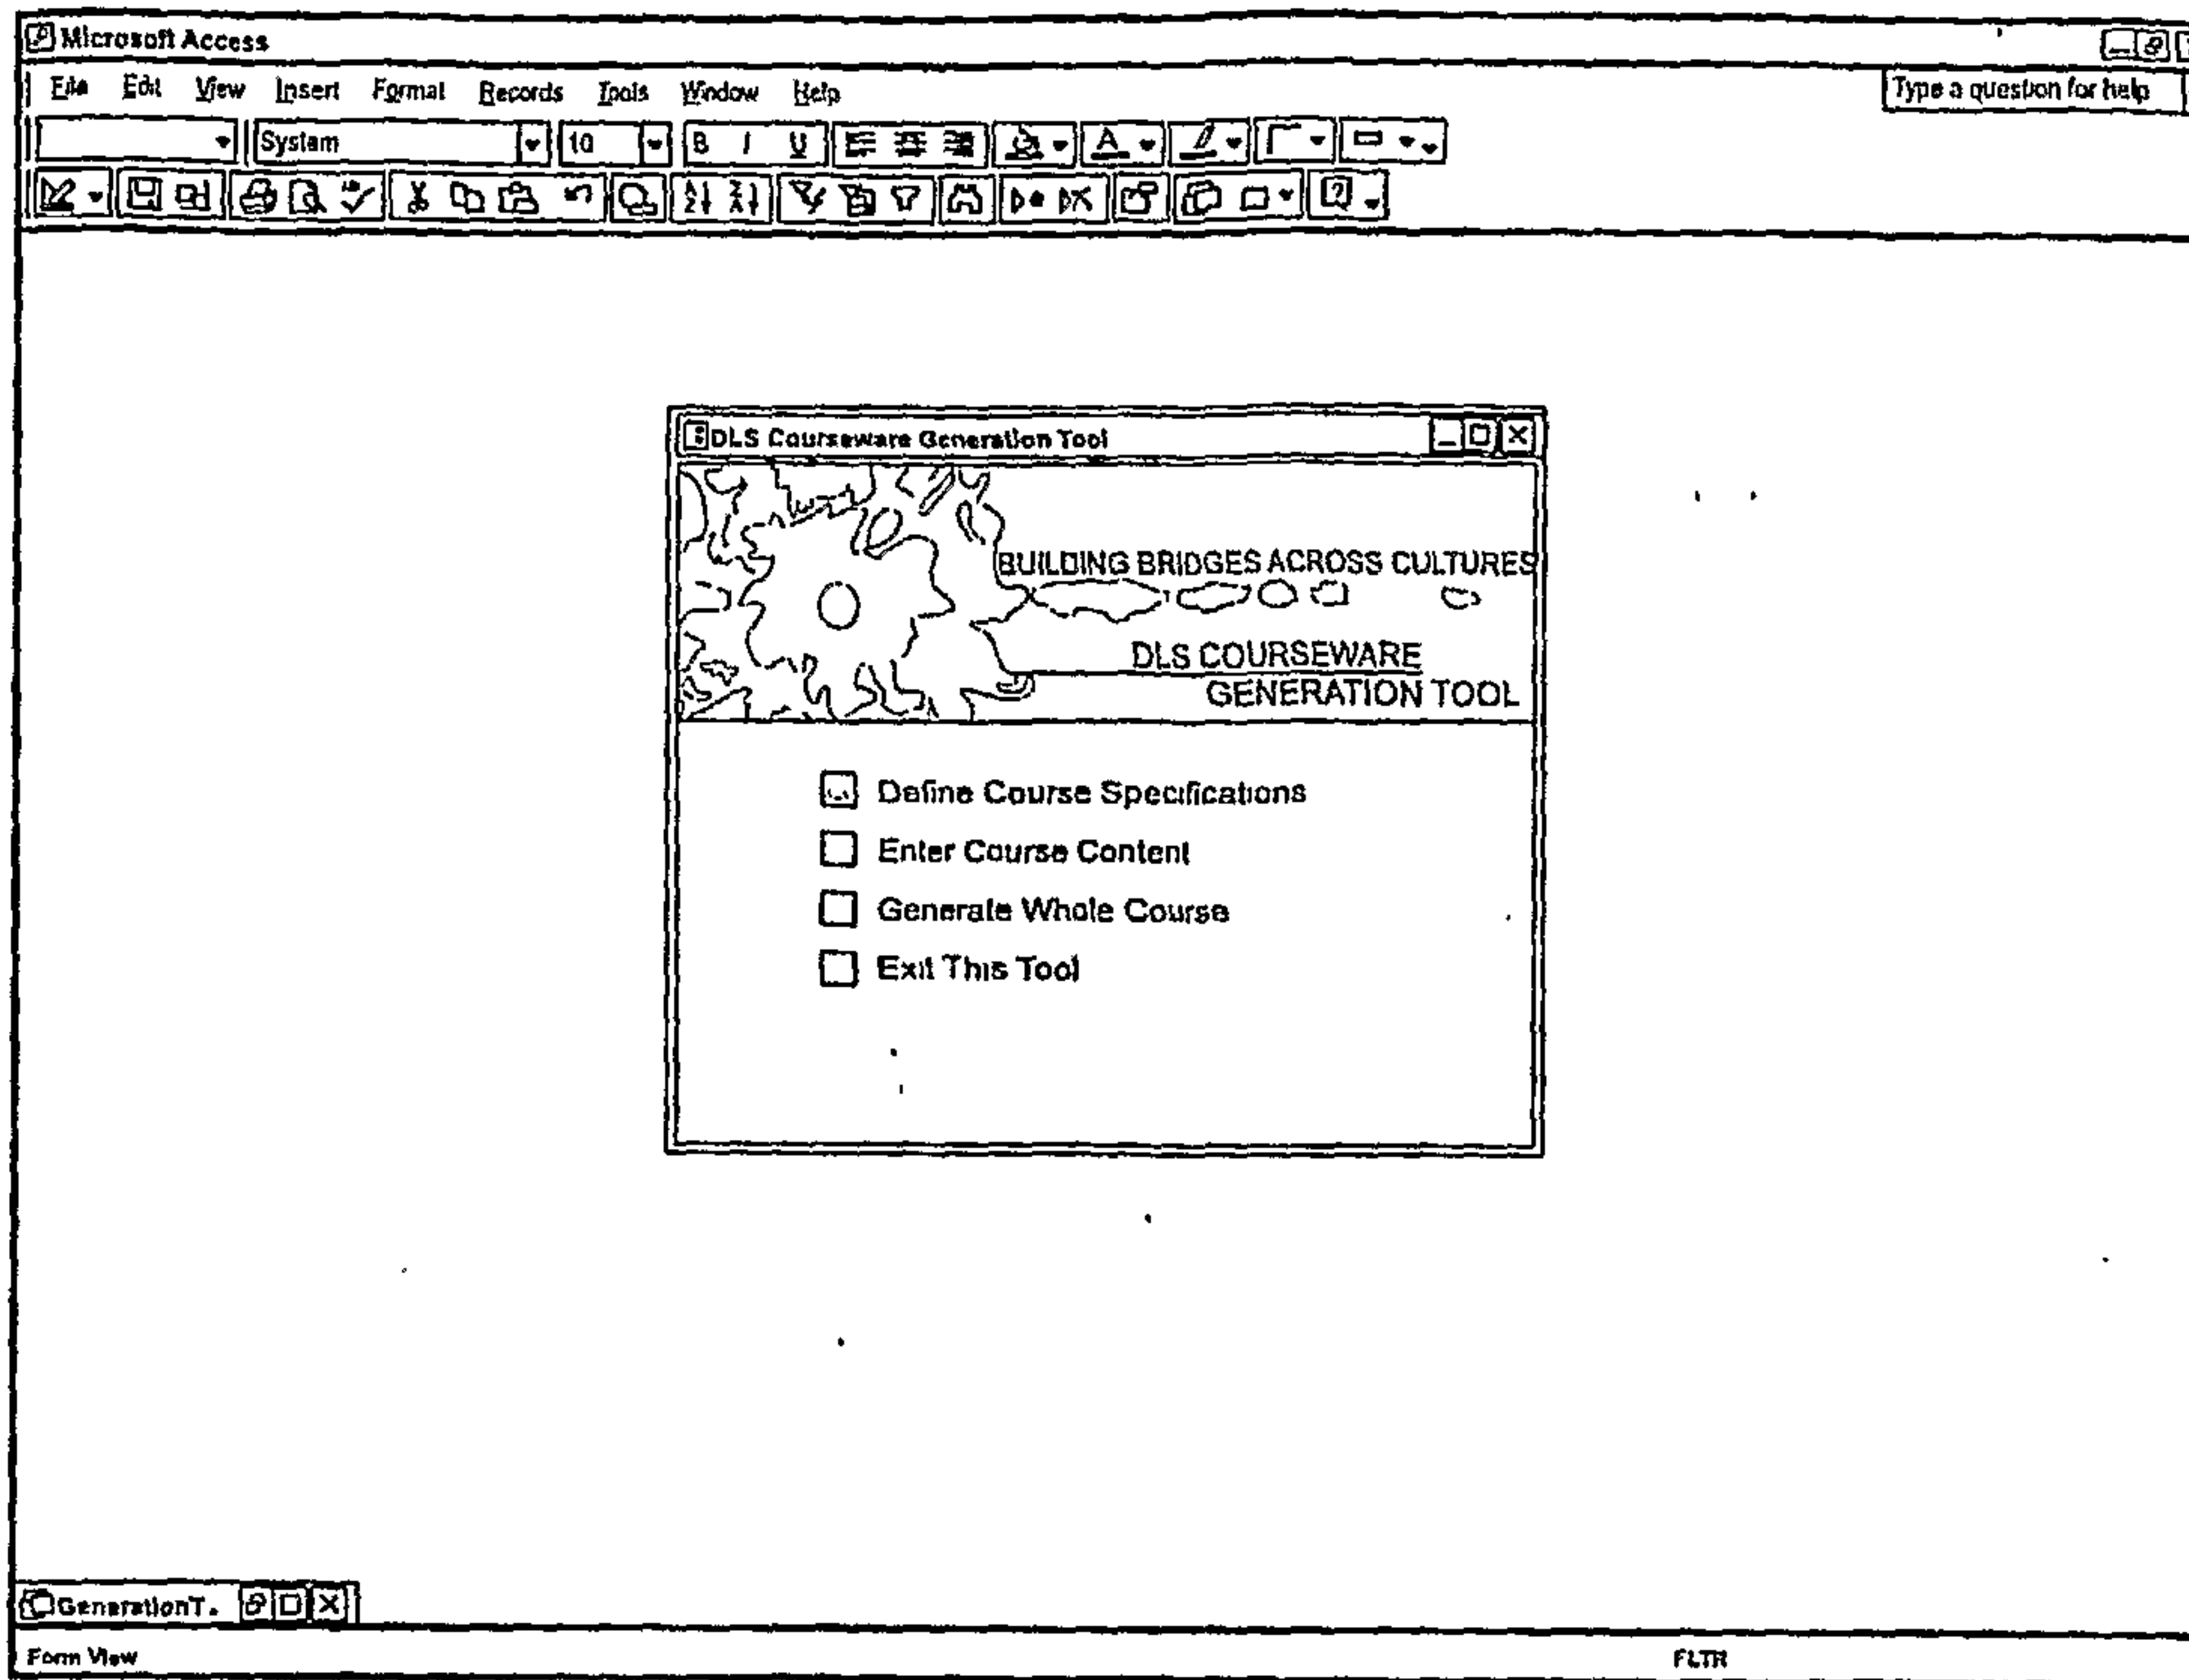 Microsoft Access
File Edit View Insert Format Records Tools Window Help Type a question for help
System 10 B I U A
DLS Courseware Generation Tool
BUILDING BRIDGES ACROSS CULTURES
DLS COURSEWARE
GENERATION TOOL
Define Course Specifications
Enter Course Content
Generate Whole Course
Exit This Tool
GenerationT.
Form View FLTR